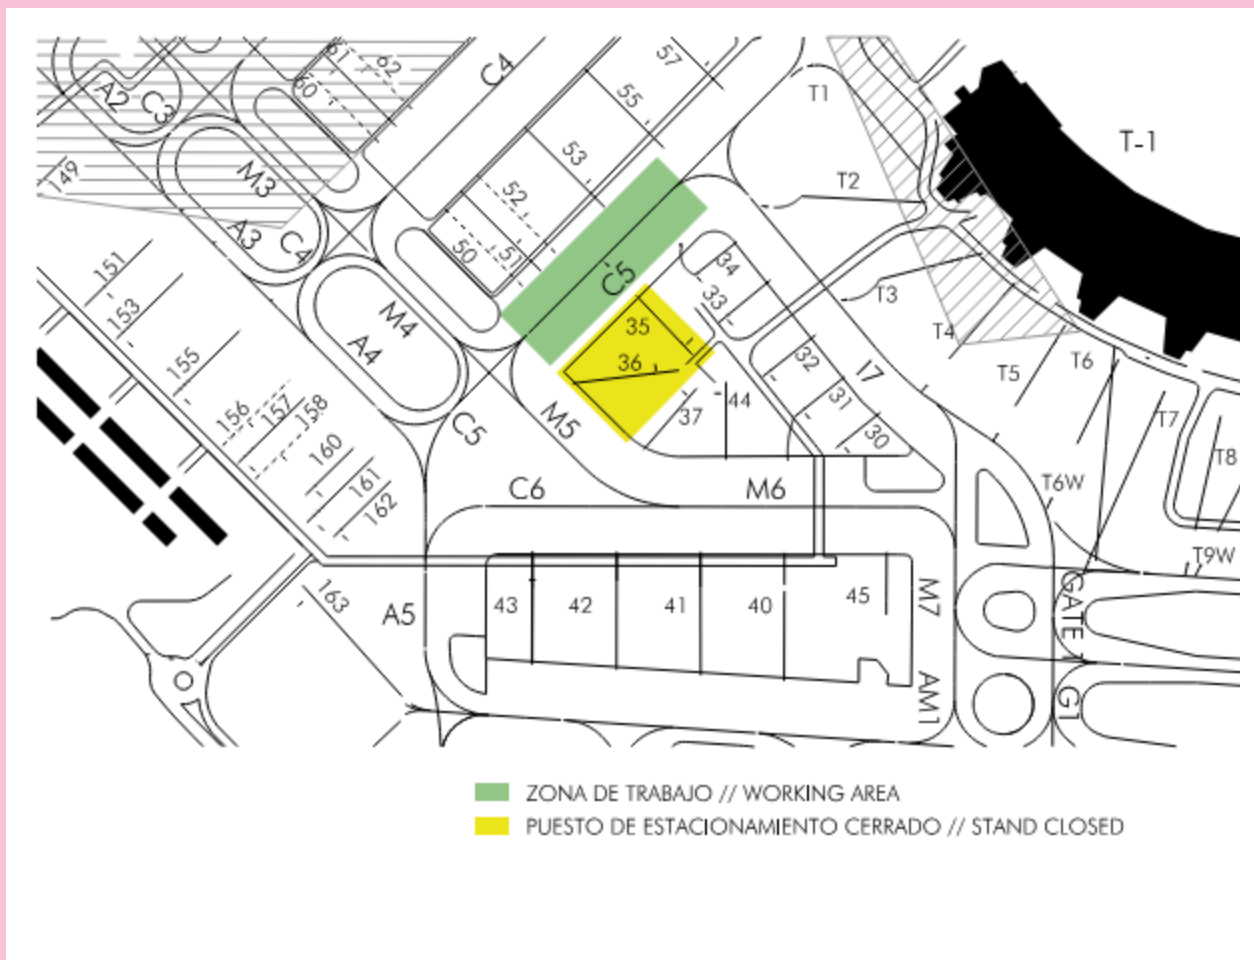 61
62
60
C4
57
55
53
52
51
50
A2
C3
149
M3
A3
C4
T1
T2
T-1
T3
T4
T5
T6
T7
T8
T6W
T9W
151
153
155
156
157
158
160
161
162
163
M4
A4
C5
C5
M5
34
33
35
36
37
44
32
31
30
I7
C6
M6
A5
43
42
41
40
45
M7
AM1
GATE 1
G1
ZONA DE TRABAJO // WORKING AREA
PUESTO DE ESTACIONAMIENTO CERRADO // STAND CLOSED